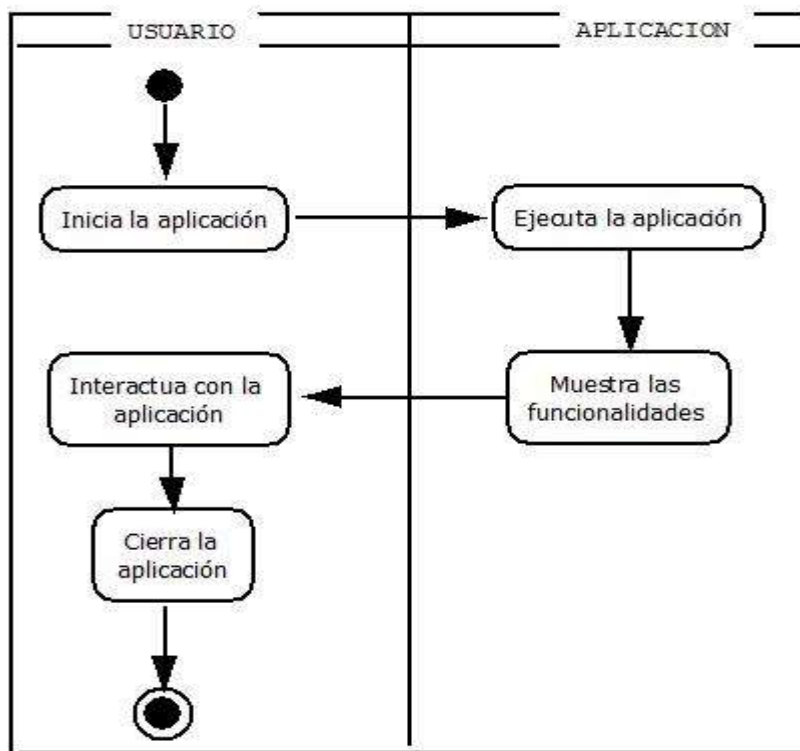 USUARIO
APLICACION
Inicia la aplicación
Ejecuta la aplicación
Muestra las
funcionalidades
Interactua con la
aplicación
Cierra la
aplicación